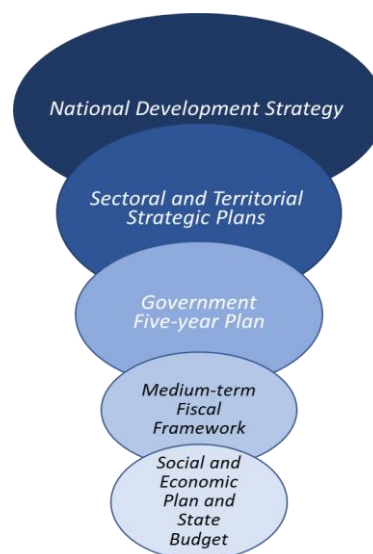 National Development Strategy
Sectoral and Territorial
Strategic Plans
Government
Five-year Plan
Medium-term
Fiscal
Framework
Social and
Economic
Plan and
State
Budget